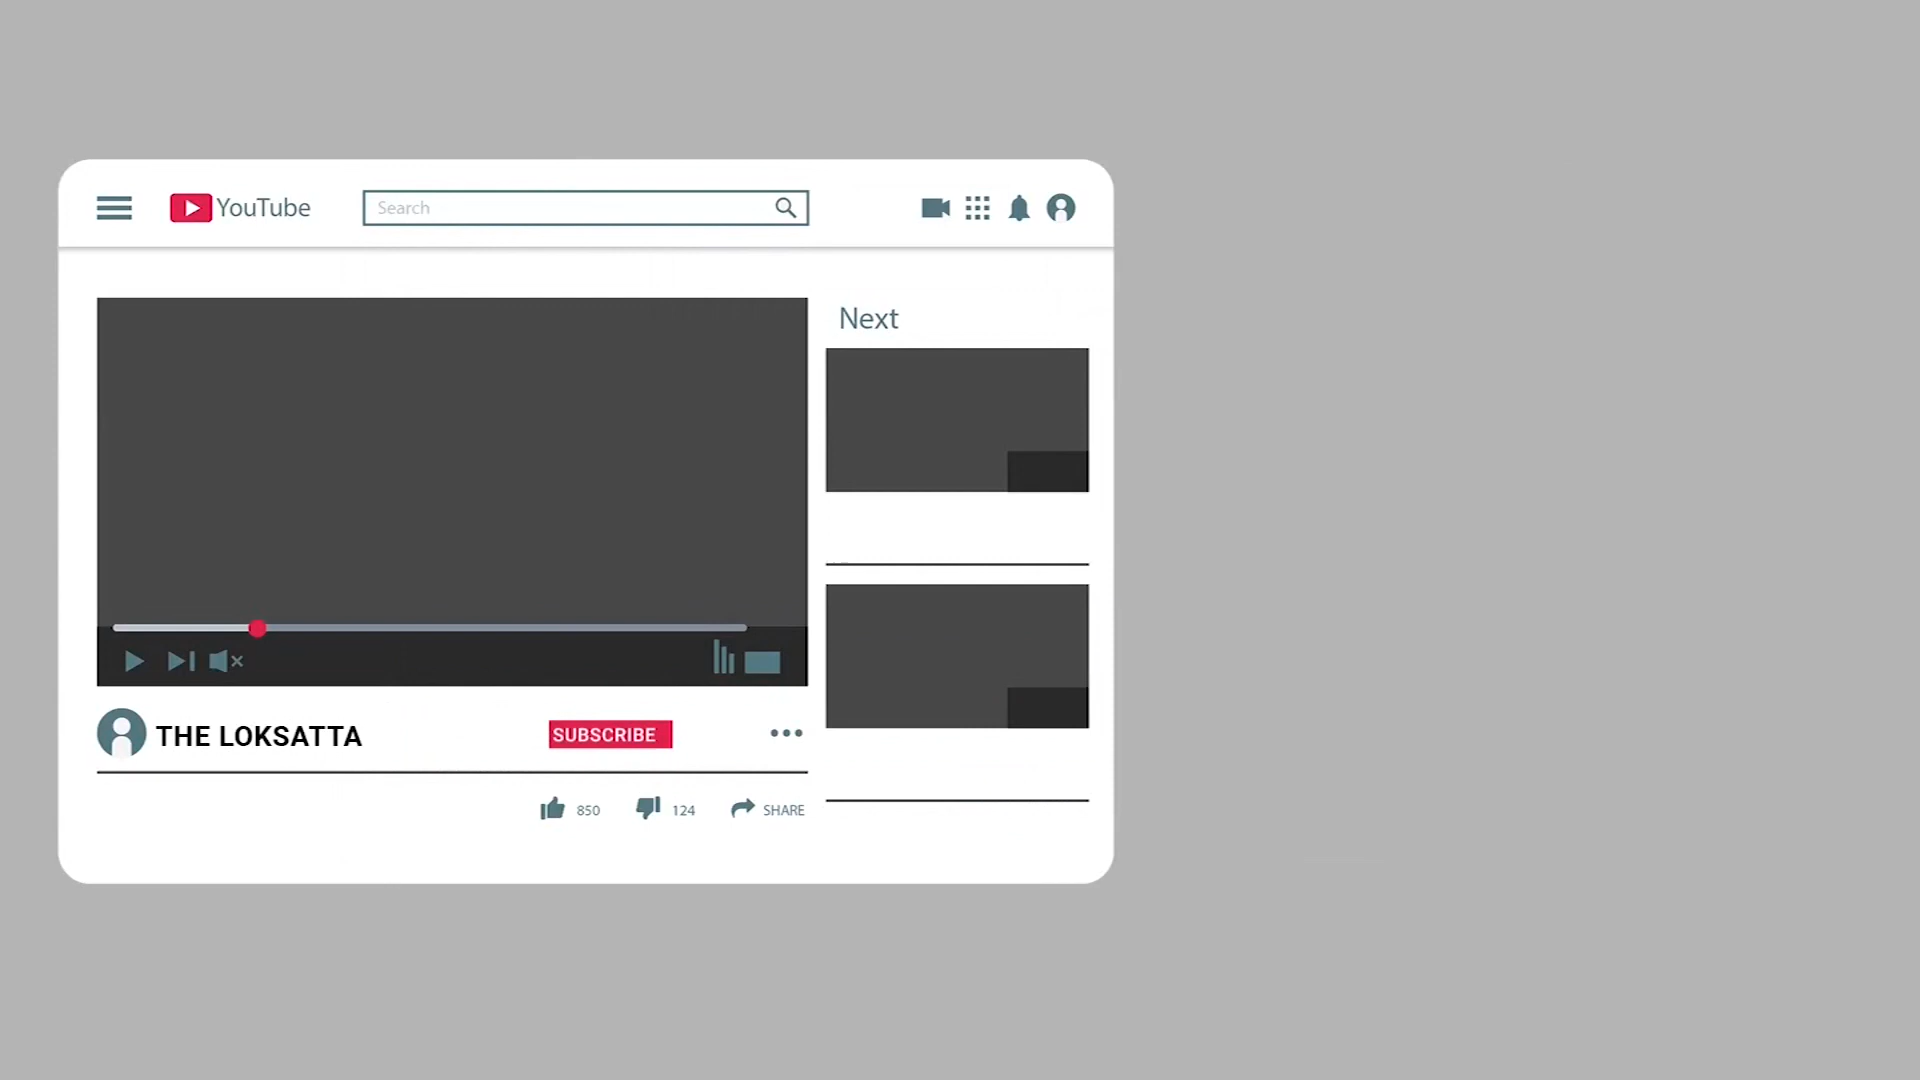 YouTube
Search
Next
THE LOKSATTA
SUBSCRIBE
850
124
SHARE